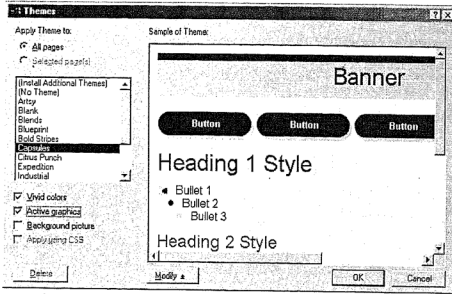 Themes
Apply Theme to:
All pages
Selected page(s)
(Install Additional Themes)
(No Theme)
Artsy
Blank
Blends
Blueprint
Bold Stripes
Capsules
Citrus Punch
Expedition
Industrial
Vivid colors
Active graphics
Background picture
Apply using CSS
Delete
Sample of Theme:
Banner
Button Button Button
Heading 1 Style
Bullet 1
Bullet 2
Bullet 3
Heading 2 Style
Modify
OK Cancel